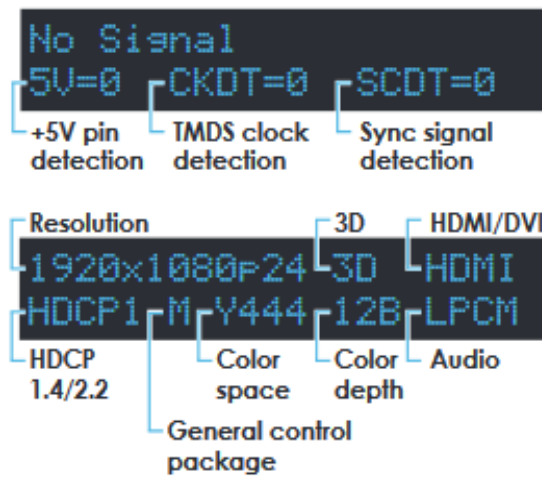 No Signal
5V=0 CKDT=0 SCDT=0
+5V pin detection
TMDS clock detection
Sync signal detection
Resolution 3D HDMI/DVI
1920x1080p24 3D HDMI
HDCP1 M Y444 12B LPCM
HDCP 1.4/2.2
Color space
Color depth
Audio
General control package